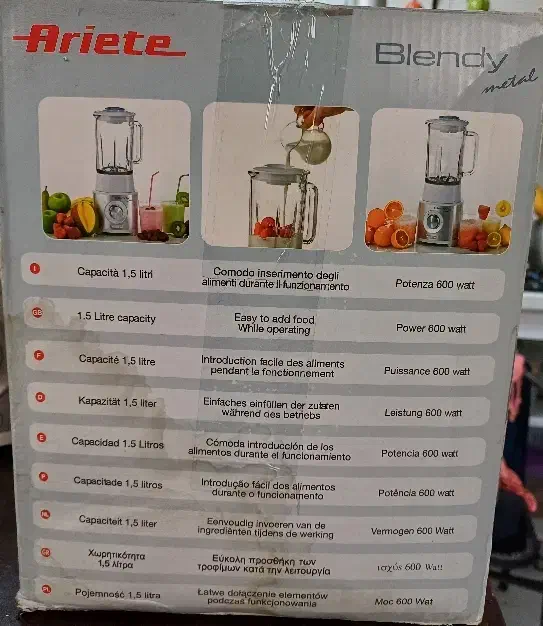 Ariete
Blendy
metal
I Capacità 1,5 litri Comodo inserimento degli
alimenti durante il funzionamento Potenza 600 watt
GB 1.5 Litre capacity Easy to add food
While operating Power 600 watt
F Capacité 1,5 litre Introduction facile des aliments
pendant le fonctionnement Puissance 600 watt
D Kapazität 1,5 liter Einfaches einfüllen der zutaten
während des betriebs Leistung 600 watt
E Capacidad 1.5 Litros Cómoda introducción de los
alimentos durante el funcionamiento Potencia 600 watt
P Capacitade 1,5 litros Introdução fácil dos alimentos
durante o funcionamento Potência 600 watt
NL Capaciteit 1,5 liter Eenvoudig invoeren van de
ingrediënten tijdens de werking Vermogen 600 Watt
GR Χωρητικότητα
1,5 λίτρα Εύκολη προσθήκη των
τροφίμων κατά την λειτουργία ισχύς 600 Watt
PL Pojemność 1,5 litra Łatwe dołączenie elementów
podczas funkcjonowania Moc 600 Wat